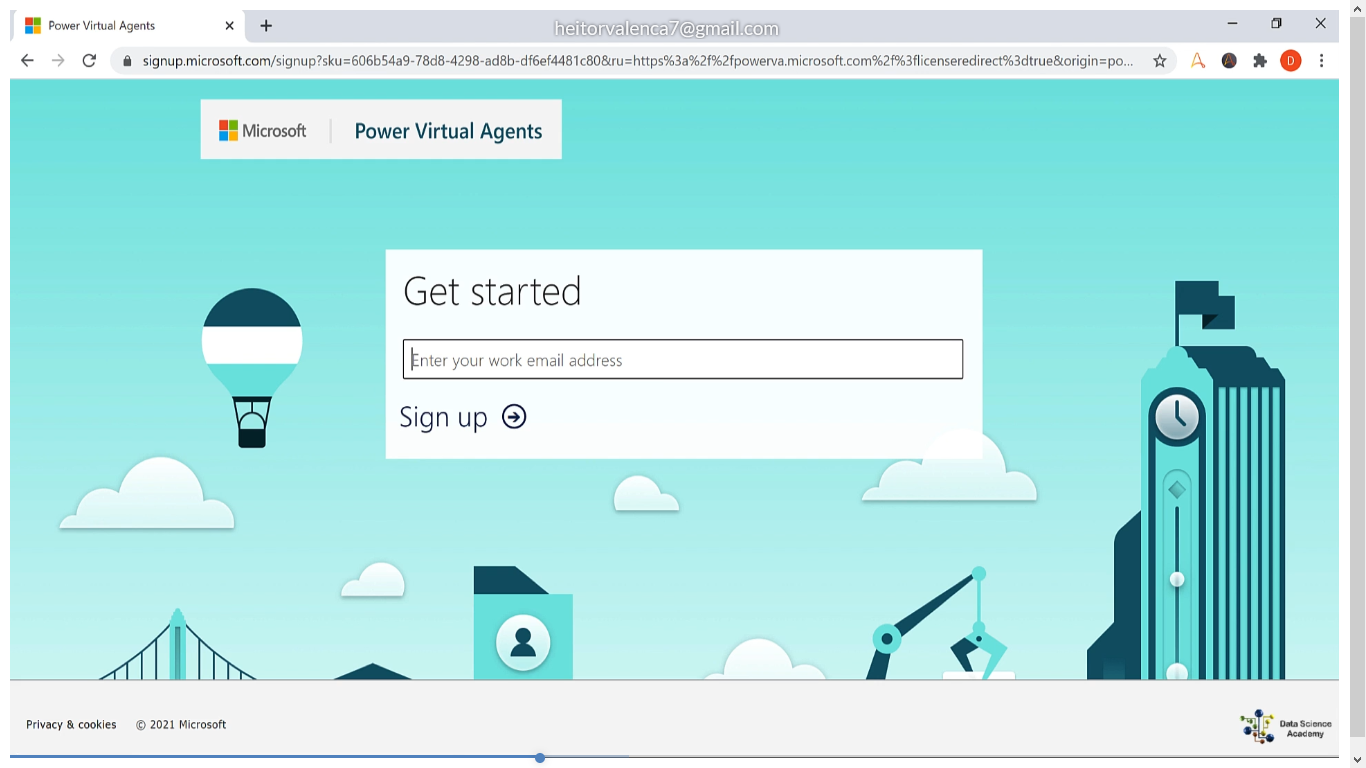 Power Virtual Agents
heitorvalenca7@gmail.com
signup.microsoft.com/signup?sku=606b54a9-78d8-4298-ad8b-df6ef4481c80&ru=https%3a%2f%2fpowerva.microsoft.com%2f%3flicenseredirect%3dtrue&origin=po...
D
Microsoft
Power Virtual Agents
Get started
Enter your work email address
Sign up
Privacy & cookies © 2021 Microsoft
Data Science
Academy